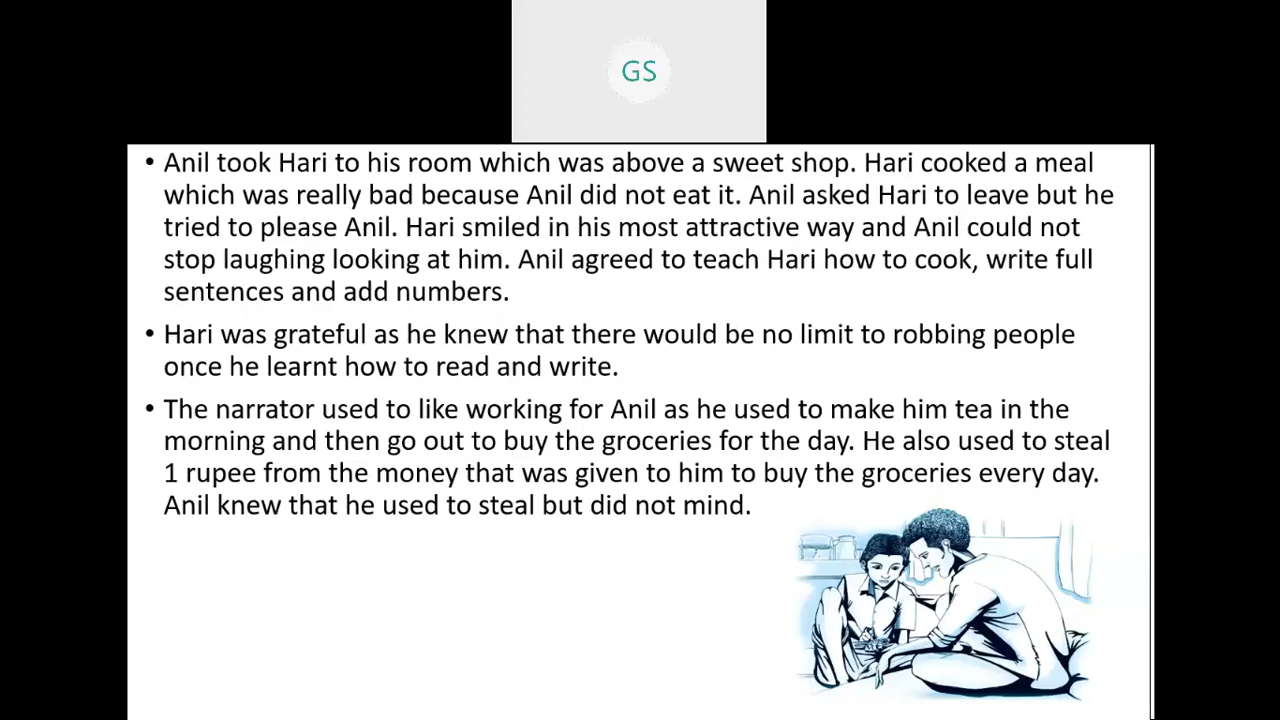 GS
• Anil took Hari to his room which was above a sweet shop. Hari cooked a meal
which was really bad because Anil did not eat it. Anil asked Hari to leave but he
tried to please Anil. Hari smiled in his most attractive way and Anil could not
stop laughing looking at him. Anil agreed to teach Hari how to cook, write full
sentences and add numbers.
• Hari was grateful as he knew that there would be no limit to robbing people
once he learnt how to read and write.
• The narrator used to like working for Anil as he used to make him tea in the
morning and then go out to buy the groceries for the day. He also used to steal
1 rupee from the money that was given to him to buy the groceries every day.
Anil knew that he used to steal but did not mind.